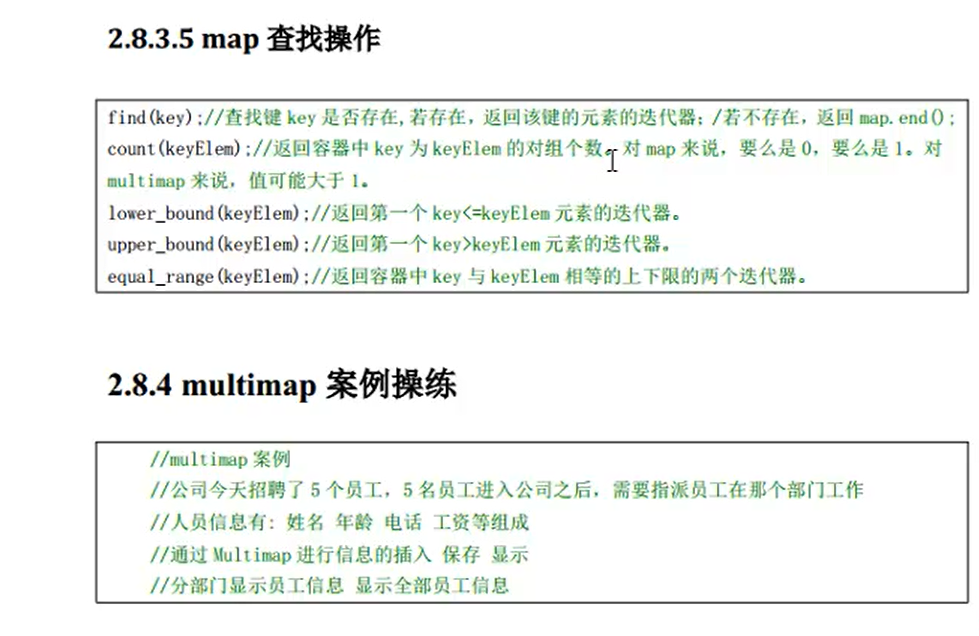 2.8.3.5 map 查找操作
find(key);//查找键 key 是否存在,若存在，返回该键的元素的迭代器；/若不存在，返回 map.end();
count(keyElem);//返回容器中 key 为 keyElem 的对组个数。对 map 来说，要么是 0，要么是 1。对
multimap 来说，值可能大于 1。
lower_bound(keyElem);//返回第一个 key<=keyElem 元素的迭代器。
upper_bound(keyElem);//返回第一个 key>keyElem 元素的迭代器。
equal_range(keyElem);//返回容器中 key 与 keyElem 相等的上下限的两个迭代器。
2.8.4 multimap 案例操练
//multimap 案例
//公司今天招聘了 5 个员工，5 名员工进入公司之后，需要指派员工在那个部门工作
//人员信息有: 姓名 年龄 电话 工资等组成
//通过 Multimap 进行信息的插入 保存 显示
//分部门显示员工信息 显示全部员工信息